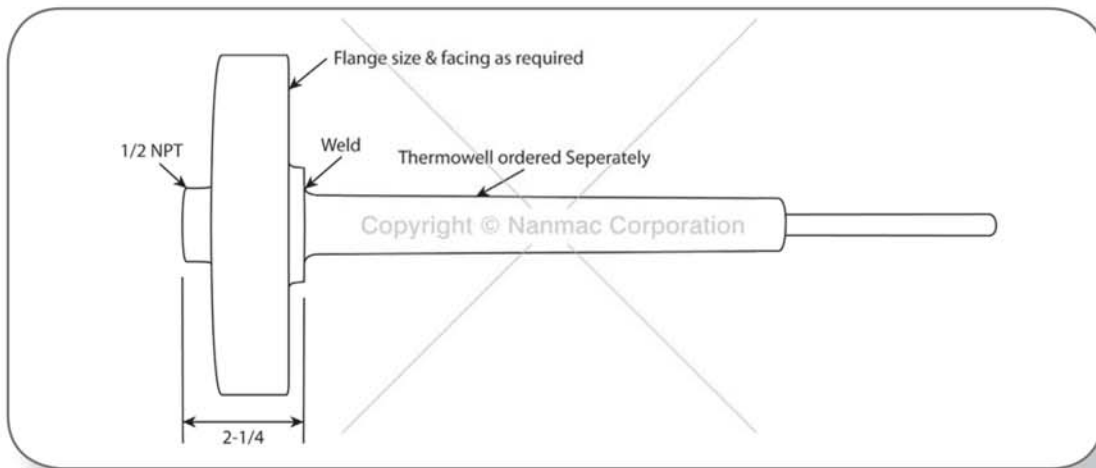 Flange size & facing as required
1/2 NPT
Weld
Thermowell ordered Seperately
Copyright © Nanmac Corporation
2-1/4